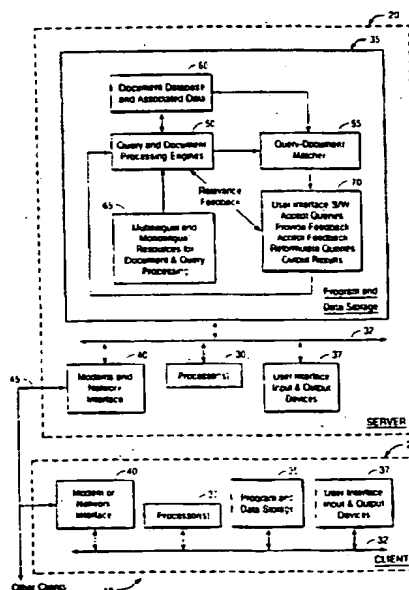 20
35
60
Document Database
and Associated Data
50
55
Query and Document
Processing Engines
Query-Document
Matcher
Relevance
Feedback
70
65
User Interface S/W
Accept Queries
Provide Feedback
Accept Feedback
Reformulate Queries
Output Results
Multilingual and
Monolingual
Resources for
Document & Query
Processing
Program and
Data Storage
32
45
40
30
37
Modems and
Network
Interface
Processor(s)
User Interface
Input & Output
Devices
SERVER
40
37
Modem or
Network
Interface
Processor(s)
Program and
Data Storage
User Interface
Input & Output
Devices
32
CLIENT
Other Clients